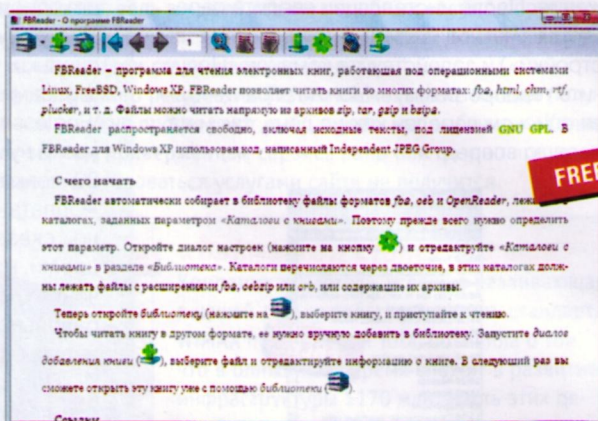 FBReader - О программе FBReader
1
FBReader – программа для чтения электронных книг, работающая под операционными системами
Linux, FreeBSD, Windows XP. FBReader позволяет читать книги во многих форматах: fb2, html, chm, rtf,
plucker, и т. д. Файлы можно читать напрямую из архивов zip, tar, gzip и bzip2.
FBReader распространяется свободно, включая исходные тексты, под лицензией GNU GPL. В
FBReader для Windows XP использован код, написанный Independent JPEG Group.
FREE
С чего начать
FBReader автоматически собирает в библиотеку файлы форматов fb2, oeb и OpenReader, лежа
каталогах, заданных параметром «Каталоги с книгами». Поэтому прежде всего нужно определить
этот параметр. Откройте диалог настроек (нажмите на кнопку ) и отредактируйте «Каталоги с
книгами» в разделе «Библиотека». Каталоги перечисляются через двоеточие, в этих каталогах долж-
ны лежать файлы с расширениями fb2, oebzip или orb, или содержащие их архивы.
Теперь откройте библиотеку (нажмите на ), выберите книгу, и приступайте к чтению.
Чтобы читать книгу в другом формате, её нужно вручную добавить в библиотеку. Запустите диалог
добавления книги ( ), выберите файл и отредактируйте информацию о книге. В следующий раз вы
сможете открыть эту книгу уже с помощью библиотеки ( ).
Ссылки